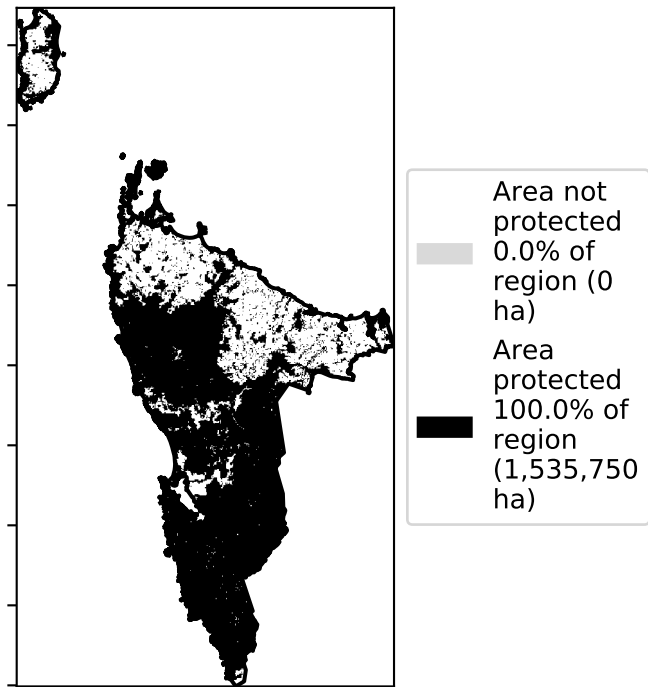 Area not
protected
0.0% of
region (0
ha)
Area
protected
100.0% of
region
(1,535,750
ha)